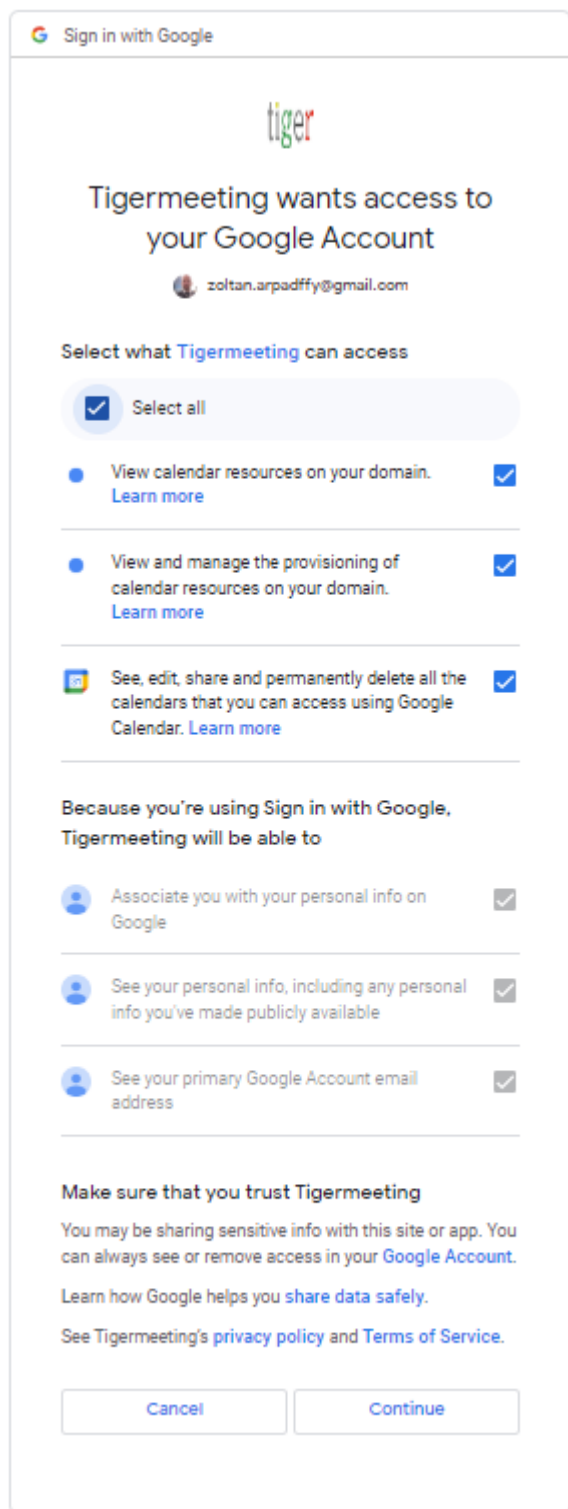 Sign in with Google
tiger
Tigermeeting wants access to
your Google Account
zoltan.arpadffy@gmail.com
Select what Tigermeeting can access
Select all
View calendar resources on your domain.
Learn more
View and manage the provisioning of
calendar resources on your domain.
Learn more
See, edit, share and permanently delete all the
calendars that you can access using Google
Calendar. Learn more
Because you're using Sign in with Google,
Tigermeeting will be able to
Associate you with your personal info on
Google
See your personal info, including any personal
info you've made publicly available
See your primary Google Account email
address
Make sure that you trust Tigermeeting
You may be sharing sensitive info with this site or app. You
can always see or remove access in your Google Account.
Learn how Google helps you share data safely.
See Tigermeeting's privacy policy and Terms of Service.
Cancel
Continue